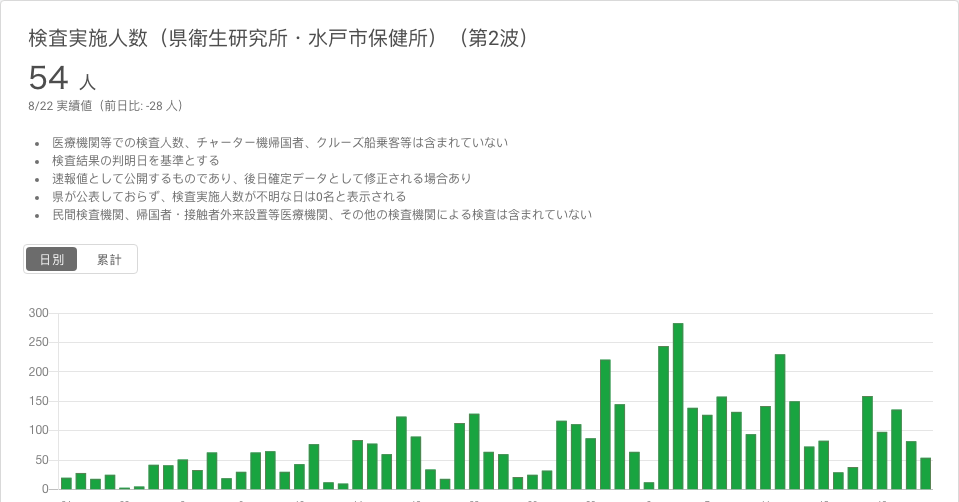 検査実施人数（県衛生研究所・水戸市保健所）（第2波）
54 人
8/22 実績値（前日比: -28 人）
医療機関等での検査人数、チャーター機帰国者、クルーズ船乗客等は含まれていない
検査結果の判明日を基準とする
速報値として公開するものであり、後日確定データとして修正される場合あり
県が公表しておらず、検査実施人数が不明な日は0名と表示される
民間検査機関、帰国者・接触者外来設置等医療機関、その他の検査機関による検査は含まれていない
日別 累計
300
250
200
150
100
50
0